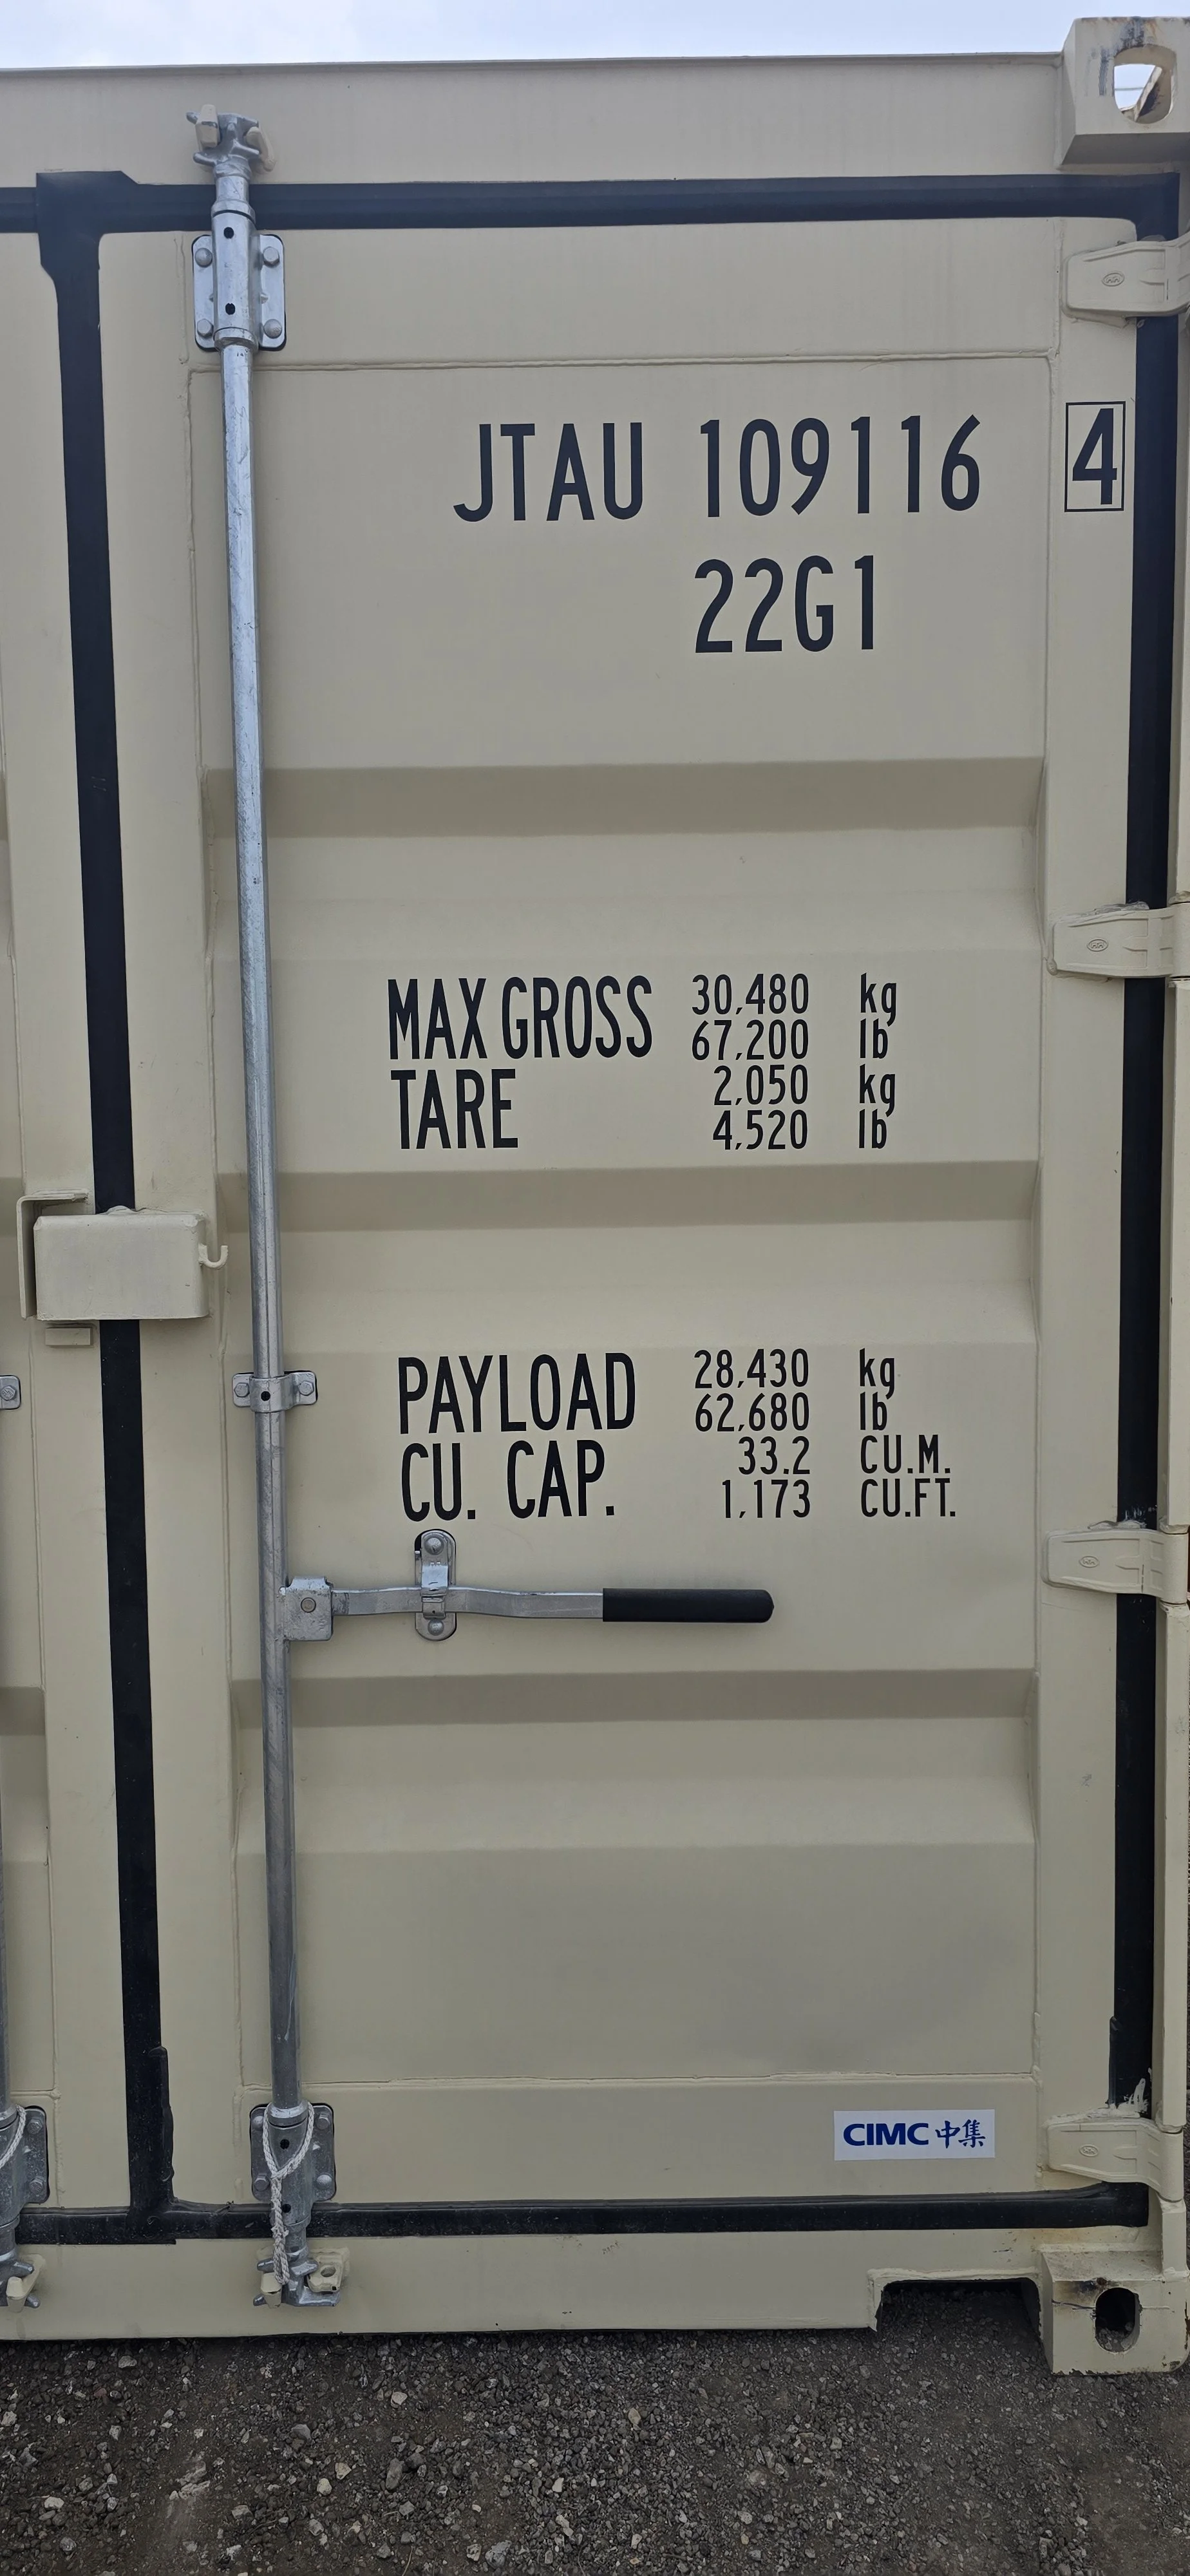 JTAU 109116 4
22G1
MAX GROSS 30,480 kg
67,200 lb
TARE 2,050 kg
4,520 lb
PAYLOAD 28,430 kg
62,680 lb
CU. CAP. 33.2 CU.M.
1,173 CU.FT.
CIMC 中集